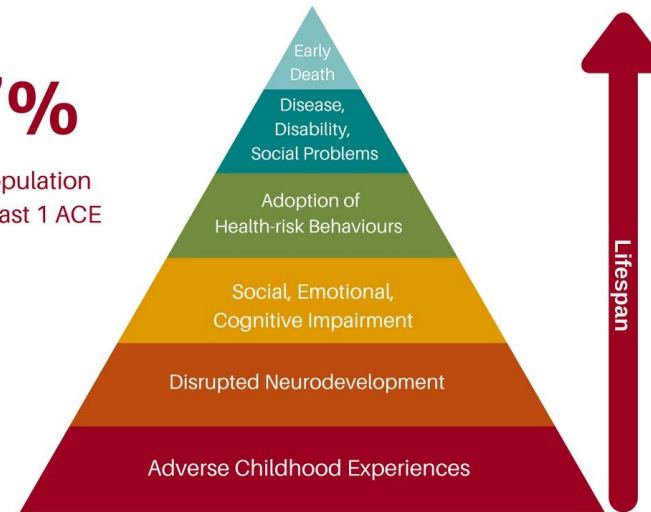 %
ast 1 ACE
Early
Death
Disease,
Disability,
Social Problems
Adoption of
Health-risk Behaviours
Social, Emotional,
Cognitive Impairment
Disrupted Neurodevelopment
Adverse Childhood Experiences
Lifespan